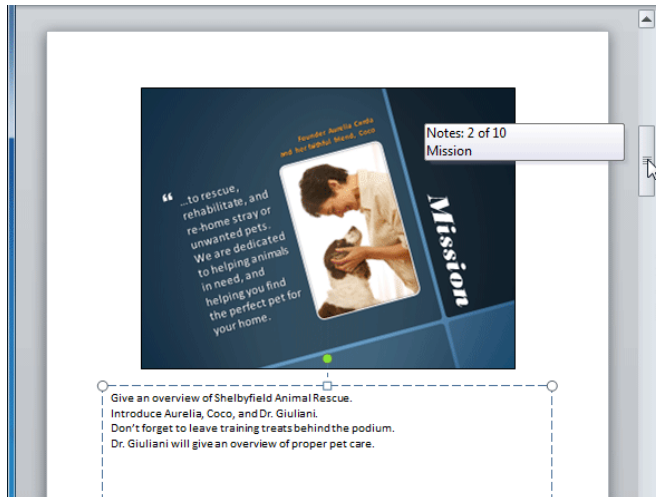 Founder Aurelia Cerda
and her faithful friend, Coco
Notes: 2 of 10
Mission
“ ...to rescue,
rehabilitate, and
re-home stray or
unwanted pets.
We are dedicated
to helping animals
in need, and
helping you find
the perfect pet for
your home.
Mission
Give an overview of Shelbyfield Animal Rescue.
Introduce Aurelia, Coco, and Dr. Giuliani.
Don’t forget to leave training treats behind the podium.
Dr. Giuliani will give an overview of proper pet care.